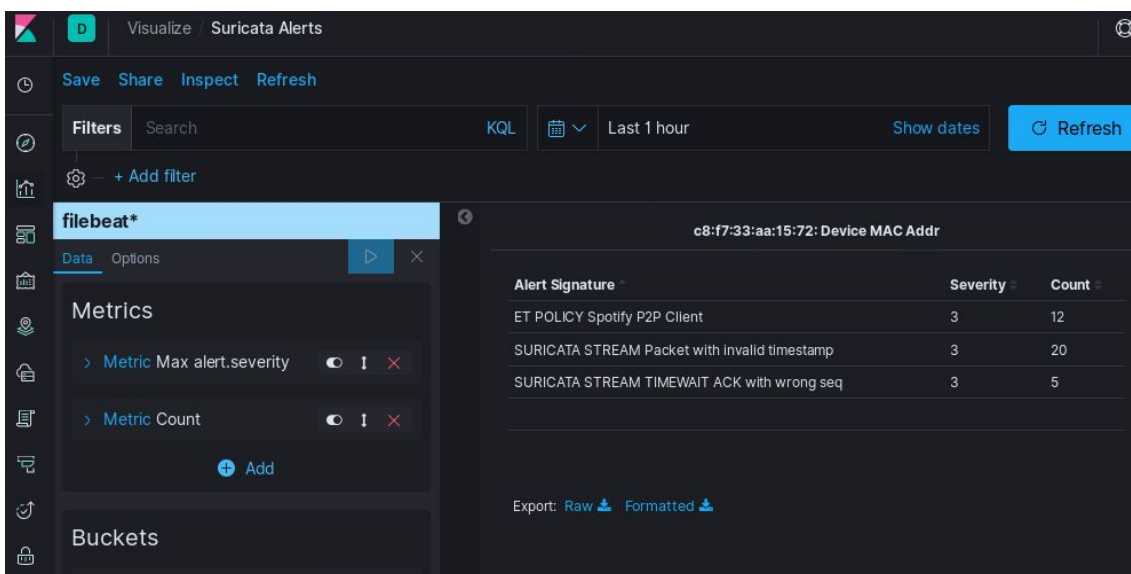 D Visualize / Suricata Alerts
Save Share Inspect Refresh
Filters Search KQL Last 1 hour Show dates Refresh
+ Add filter
filebeat*
Data Options
Metrics
Metric Max alert.severity
Metric Count
Add
Buckets
c8:f7:33:aa:15:72: Device MAC Addr
Alert Signature Severity Count
ET POLICY Spotify P2P Client 3 12
SURICATA STREAM Packet with invalid timestamp 3 20
SURICATA STREAM TIMEWAIT ACK with wrong seq 3 5
Export: Raw Formatted